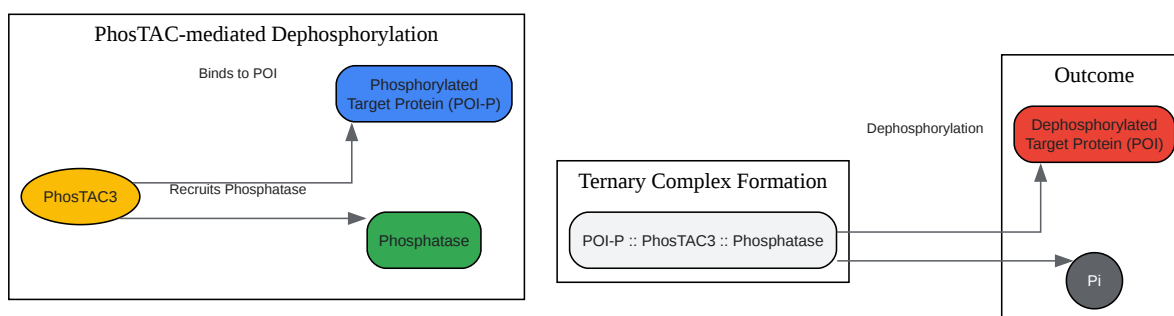 PhosTAC-mediated Dephosphorylation
Binds to POI
Phosphorylated
Target Protein (POI-P)
PhosTAC3
Recruits Phosphatase
Phosphatase
Ternary Complex Formation
POI-P :: PhosTAC3 :: Phosphatase
Dephosphorylation
Outcome
Dephosphorylated
Target Protein (POI)
Pi